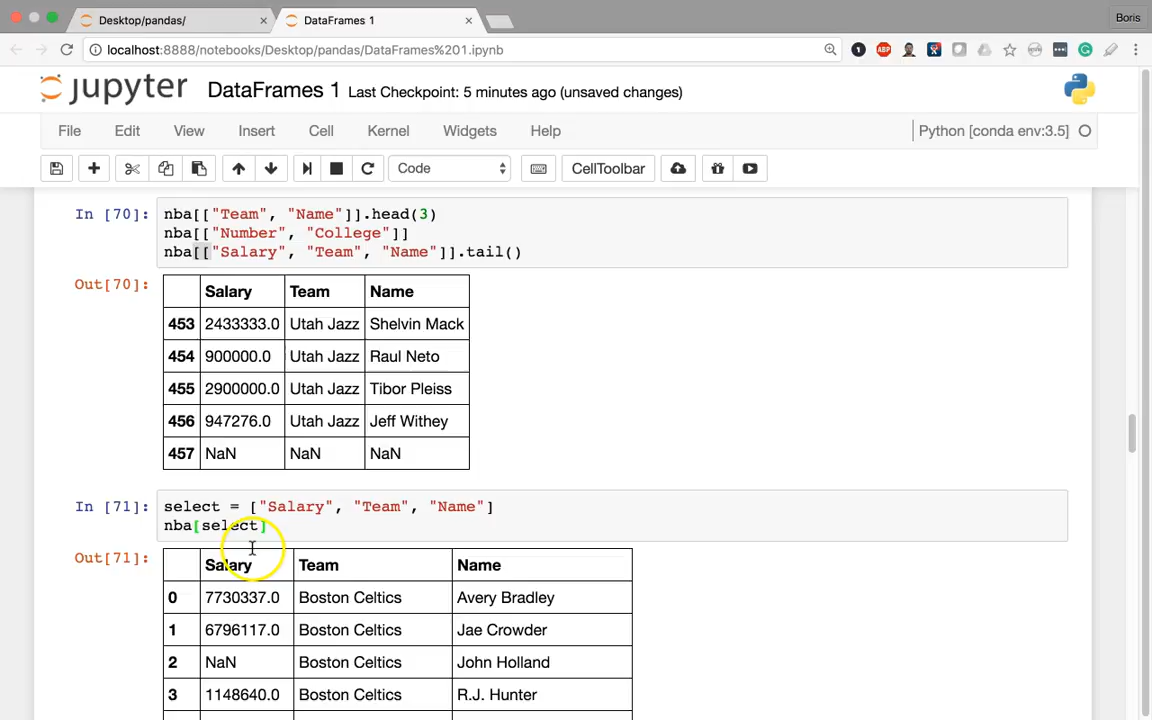 Desktop/pandas/ × DataFrames 1 × Boris
localhost:8888/notebooks/Desktop/pandas/DataFrames%201.ipynb
jupyter DataFrames 1 Last Checkpoint: 5 minutes ago (unsaved changes)
File Edit View Insert Cell Kernel Widgets Help Python [conda env:3.5]
Code CellToolbar
In [70]: nba[["Team", "Name"]].head(3)
nba[["Number", "College"]]
nba[["Salary", "Team", "Name"]].tail()
Out[70]:
Salary Team Name
453 2433333.0 Utah Jazz Shelvin Mack
454 900000.0 Utah Jazz Raul Neto
455 2900000.0 Utah Jazz Tibor Pleiss
456 947276.0 Utah Jazz Jeff Withey
457 NaN NaN NaN
In [71]: select = ["Salary", "Team", "Name"]
nba[select]
Out[71]:
Salary Team Name
0 7730337.0 Boston Celtics Avery Bradley
1 6796117.0 Boston Celtics Jae Crowder
2 NaN Boston Celtics John Holland
3 1148640.0 Boston Celtics R.J. Hunter